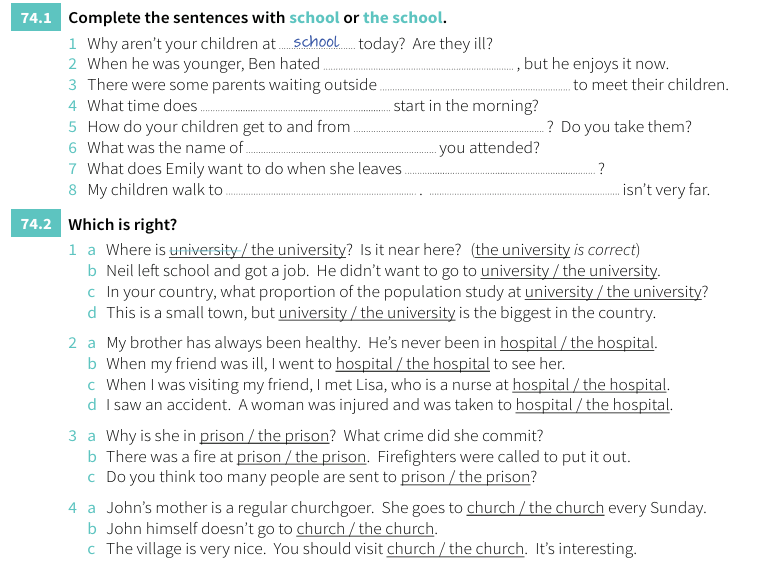 74.1 Complete the sentences with school or the school.
1 Why aren't your children at school today? Are they ill?
2 When he was younger, Ben hated ........................ , but he enjoys it now.
3 There were some parents waiting outside ........................ to meet their children.
4 What time does ........................ start in the morning?
5 How do your children get to and from ........................ ? Do you take them?
6 What was the name of ........................ you attended?
7 What does Emily want to do when she leaves ........................ ?
8 My children walk to ........................ . ........................ isn't very far.
74.2 Which is right?
1 a Where is university / the university? Is it near here? (the university is correct)
b Neil left school and got a job. He didn't want to go to university / the university.
c In your country, what proportion of the population study at university / the university?
d This is a small town, but university / the university is the biggest in the country.
2 a My brother has always been healthy. He's never been in hospital / the hospital.
b When my friend was ill, I went to hospital / the hospital to see her.
c When I was visiting my friend, I met Lisa, who is a nurse at hospital / the hospital.
d I saw an accident. A woman was injured and was taken to hospital / the hospital.
3 a Why is she in prison / the prison? What crime did she commit?
b There was a fire at prison / the prison. Firefighters were called to put it out.
c Do you think too many people are sent to prison / the prison?
4 a John's mother is a regular churchgoer. She goes to church / the church every Sunday.
b John himself doesn't go to church / the church.
c The village is very nice. You should visit church / the church. It's interesting.